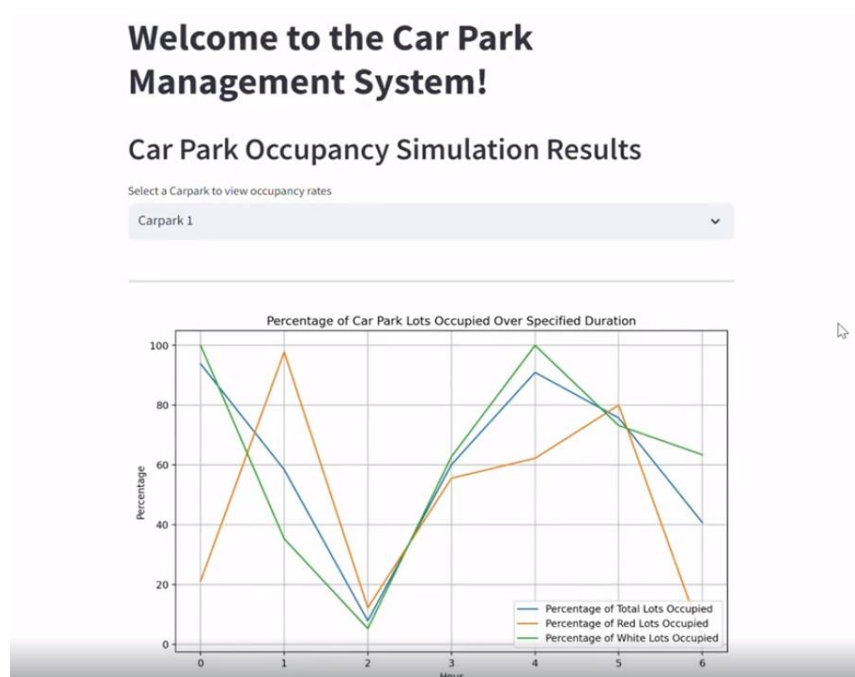 Welcome to the Car Park
Management System!
Car Park Occupancy Simulation Results
Select a Carpark to view occupancy rates
Carpark 1
Percentage of Car Park Lots Occupied Over Specified Duration
100
80
60
40
20
0
Percentage
Percentage of Total Lots Occupied
Percentage of Red Lots Occupied
Percentage of White Lots Occupied
0 1 2 3 4 5 6
Hour